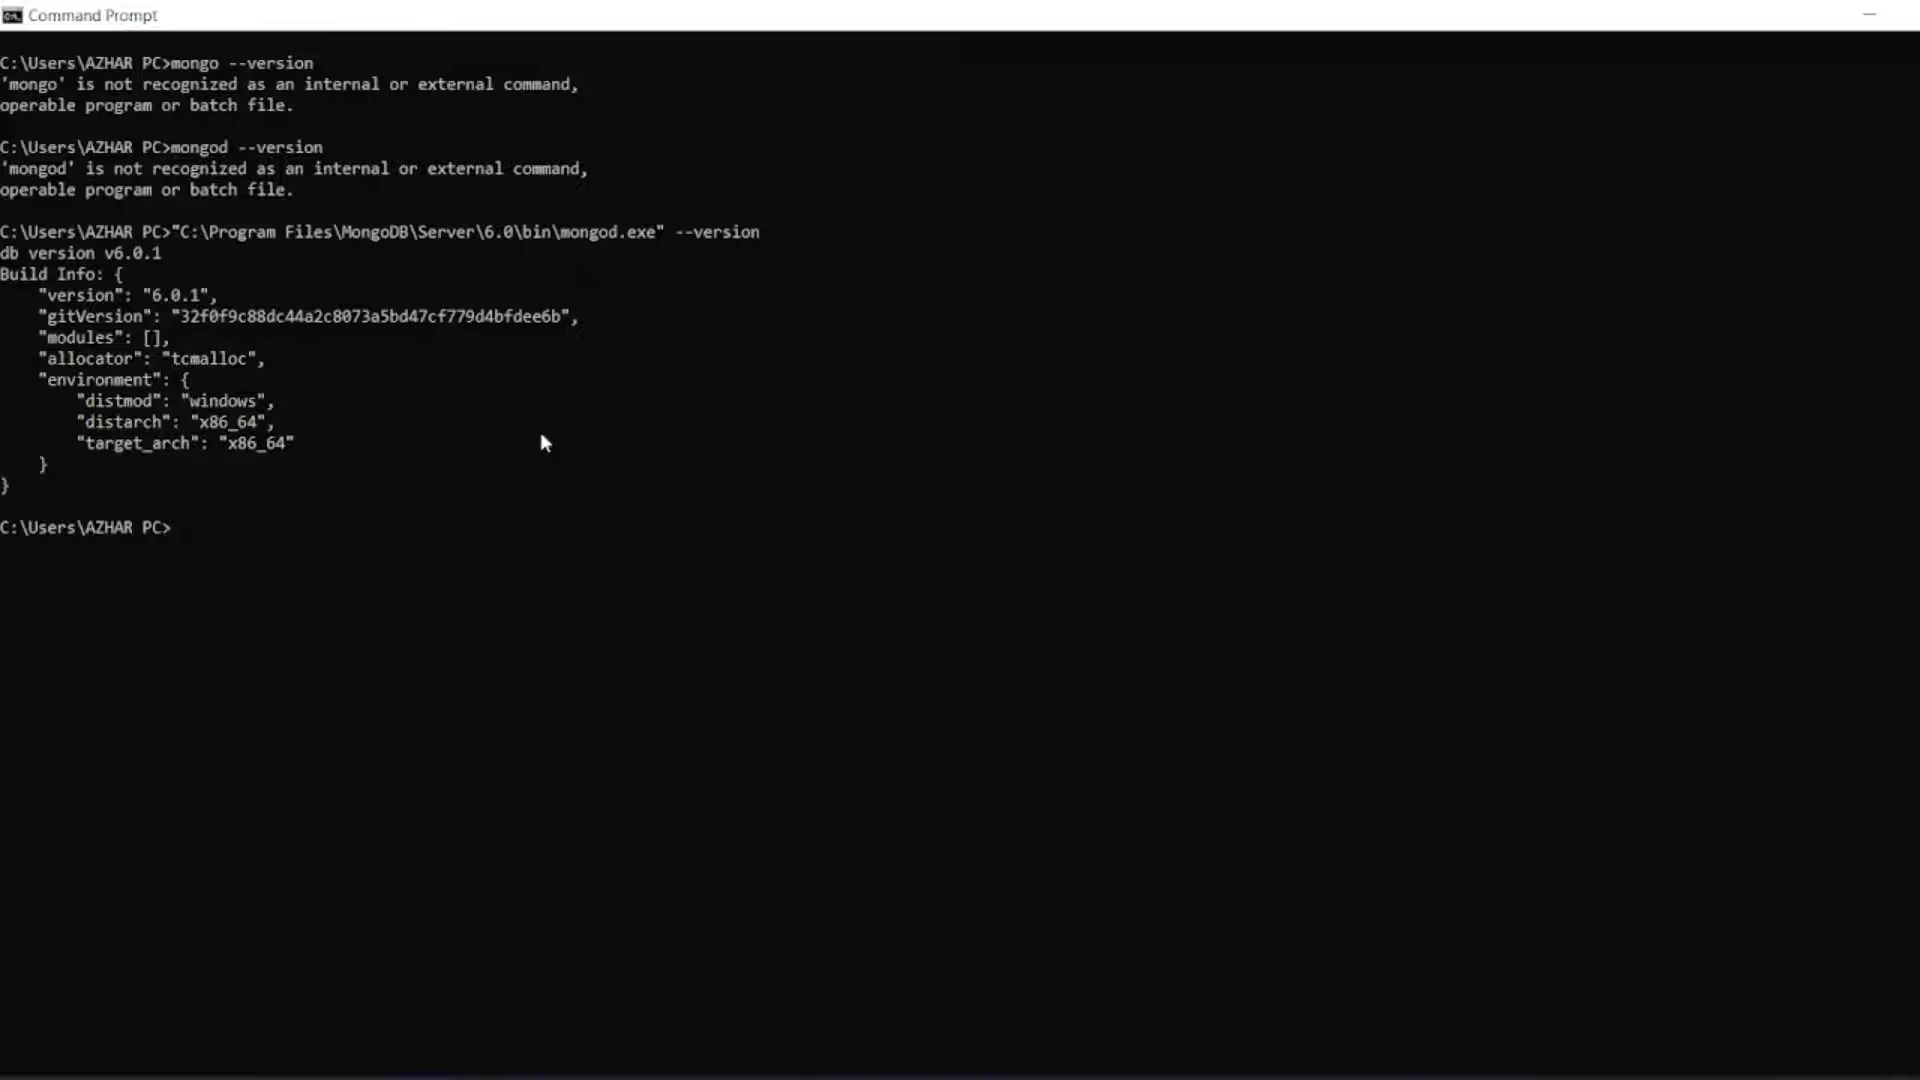 Command Prompt
C:\Users\AZHAR PC>mongo --version
'mongo' is not recognized as an internal or external command,
operable program or batch file.
C:\Users\AZHAR PC>mongod --version
'mongod' is not recognized as an internal or external command,
operable program or batch file.
C:\Users\AZHAR PC>"C:\Program Files\MongoDB\Server\6.0\bin\mongod.exe" --version
db version v6.0.1
Build Info: {
    "version": "6.0.1",
    "gitVersion": "32f0f9c88dc44a2c8073a5bd47cf779d4bfdee6b",
    "modules": [],
    "allocator": "tcmalloc",
    "environment": {
        "distmod": "windows",
        "distarch": "x86_64",
        "target_arch": "x86_64"
    }
}
C:\Users\AZHAR PC>